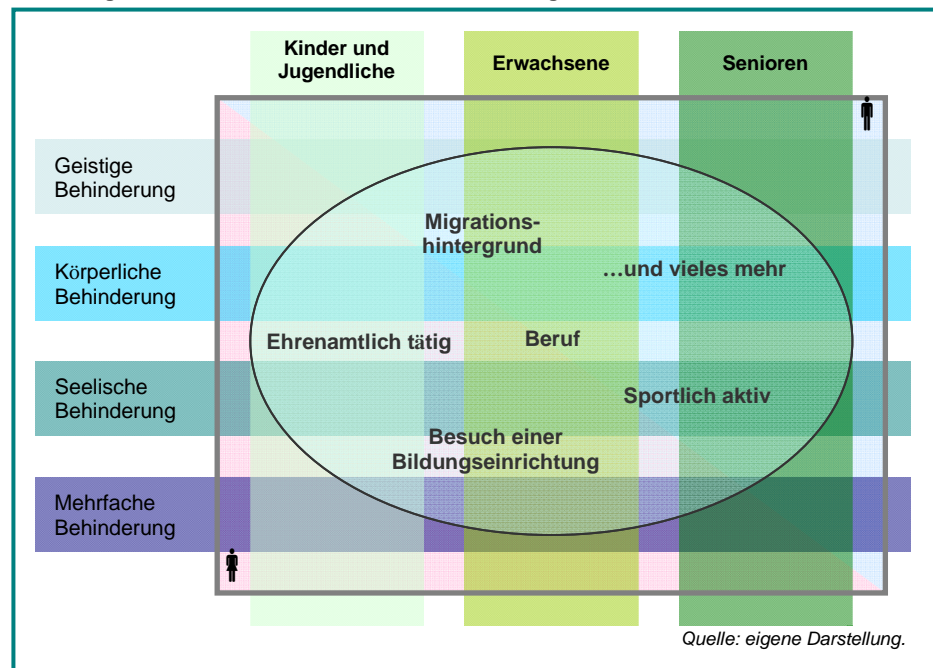 Kinder und
Jugendliche
Erwachsene
Senioren
Geistige
Behinderung
Migrations-
hintergrund
Körperliche
Behinderung
…und vieles mehr
Ehrenamtlich tätig
Beruf
Seelische
Behinderung
Sportlich aktiv
Besuch einer
Bildungseinrichtung
Mehrfache
Behinderung
Quelle: eigene Darstellung.